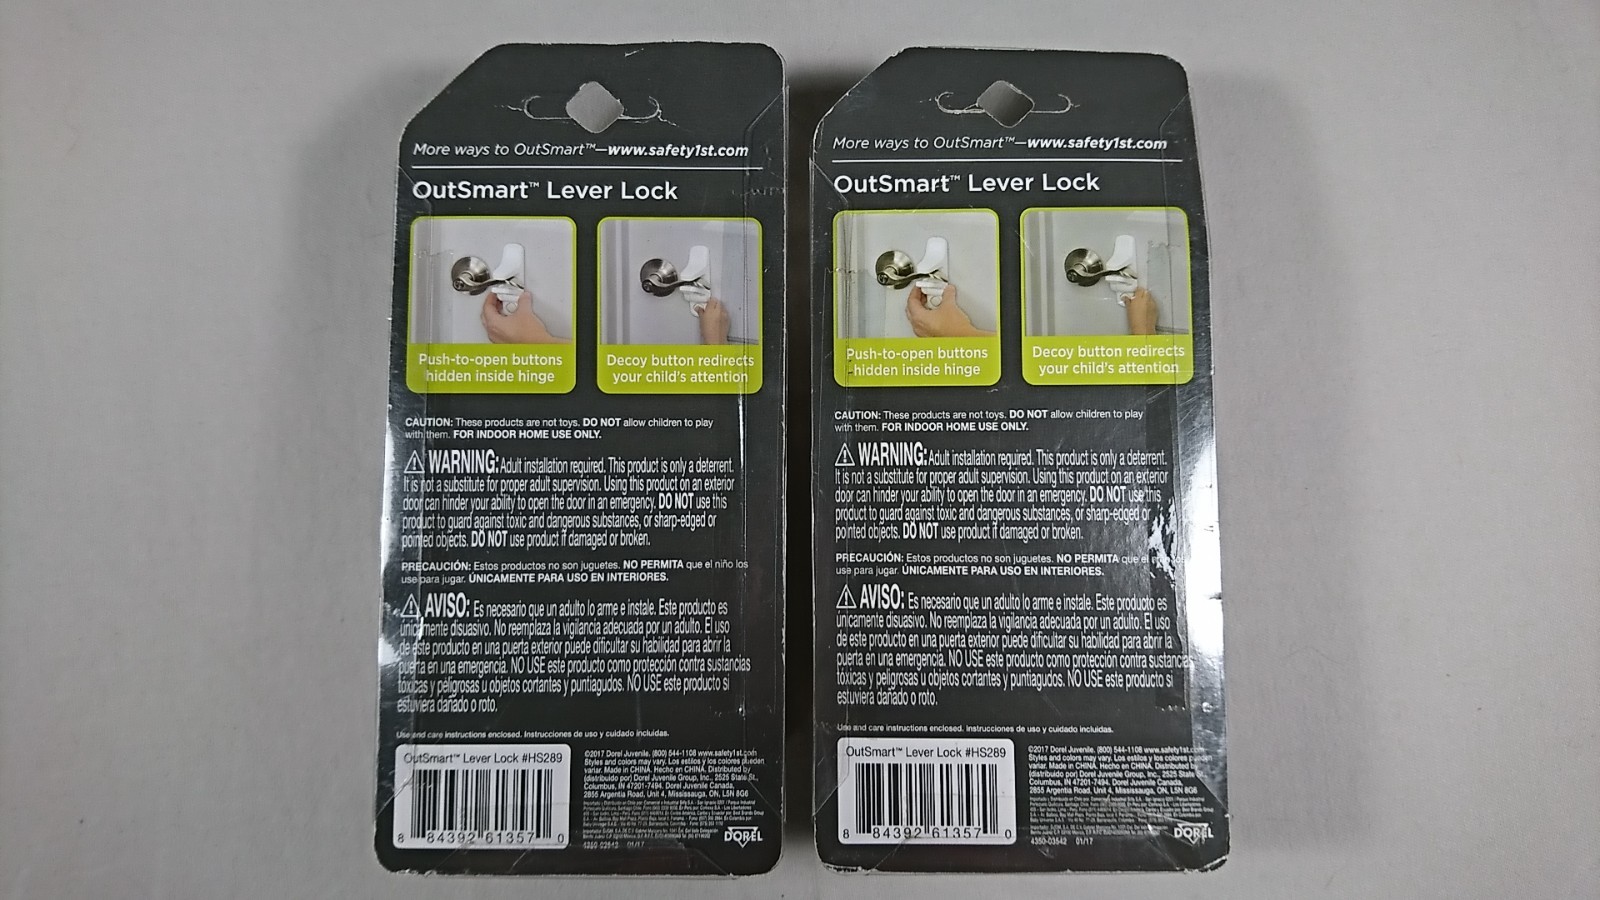 More ways to OutSmart™—www.safety1st.com
OutSmart™ Lever Lock
Push-to-open buttons
hidden inside hinge
Decoy button redirects
your child's attention
CAUTION: These products are not toys. DO NOT allow children to play
with them. FOR INDOOR HOME USE ONLY.
WARNING: Adult installation required. This product is only a deterrent.
It is not a substitute for proper adult supervision. Using this product on an exterior
door can hinder your ability to open the door in an emergency. DO NOT use this
product to guard against toxic and dangerous substances, or sharp-edged or
pointed objects. DO NOT use product if damaged or broken.
PRECAUCIÓN: Estos productos no son juguetes. NO PERMITA que el niño los
use para jugar. ÚNICAMENTE PARA USO EN INTERIORES.
AVISO: Es necesario que un adulto lo arme e instale. Este producto es
únicamente disuasivo. No reemplaza la vigilancia adecuada por un adulto. El uso
de este producto en una puerta exterior puede dificultar su habilidad para abrir la
puerta en una emergencia. NO USE este producto como protección contra sustancias
tóxicas y peligrosas u objetos cortantes y puntiagudos. NO USE este producto si
estuviera dañado o roto.
Use and care instructions enclosed. Instrucciones de uso y cuidado incluidas.
OutSmart™ Lever Lock #HS289
8 84392 61357 0
©2017 Dorel Juvenile. (800) 544-1108 www.safety1st.com
Styles and colors may vary. Los estilos y los colores pueden
variar. Made in CHINA. Hecho en CHINA. Distributed by
(distribuido por) Dorel Juvenile Group, Inc., 2525 State St.,
Columbus, IN 47201-7494. Dorel Juvenile Canada,
2855 Argentia Road, Unit 4, Mississauga, ON, L5N 8G6
4350-03542 01/17
DOREL
More ways to OutSmart™—www.safety1st.com
OutSmart™ Lever Lock
Push-to-open buttons
hidden inside hinge
Decoy button redirects
your child's attention
CAUTION: These products are not toys. DO NOT allow children to play
with them. FOR INDOOR HOME USE ONLY.
WARNING: Adult installation required. This product is only a deterrent.
It is not a substitute for proper adult supervision. Using this product on an exterior
door can hinder your ability to open the door in an emergency. DO NOT use this
product to guard against toxic and dangerous substances, or sharp-edged or
pointed objects. DO NOT use product if damaged or broken.
PRECAUCIÓN: Estos productos no son juguetes. NO PERMITA que el
use para jugar. ÚNICAMENTE PARA USO EN INTERIORES.
AVISO: Es necesario que un adulto lo arme e instale. Este producto es
únicamente disuasivo. No reemplaza la vigilancia adecuada por un adulto. El uso
de este producto en una puerta exterior puede dificultar su habilidad para abrir la
puerta en una emergencia. NO USE este producto como protección contra sustancias
tóxicas y peligrosas u objetos cortantes y puntiagudos. NO USE este producto si
estuviera dañado o roto.
Use and care instructions enclosed. Instrucciones de uso y cuidado incluidas.
OutSmart™ Lever Lock #HS289
8 84392 61357 0
©2017 Dorel Juvenile. (800) 544-1108 www.safety1st.com
Styles and colors may vary. Los estilos y los colores pueden
variar. Made in CHINA. Hecho en CHINA. Distributed by
(distribuido por) Dorel Juvenile Group, Inc., 2525 State St.,
Columbus, IN 47201-7494. Dorel Juvenile Canada,
2855 Argentia Road, Unit 4, Mississauga, ON, L5N 8G6
4350-03542 01/17
DOREL